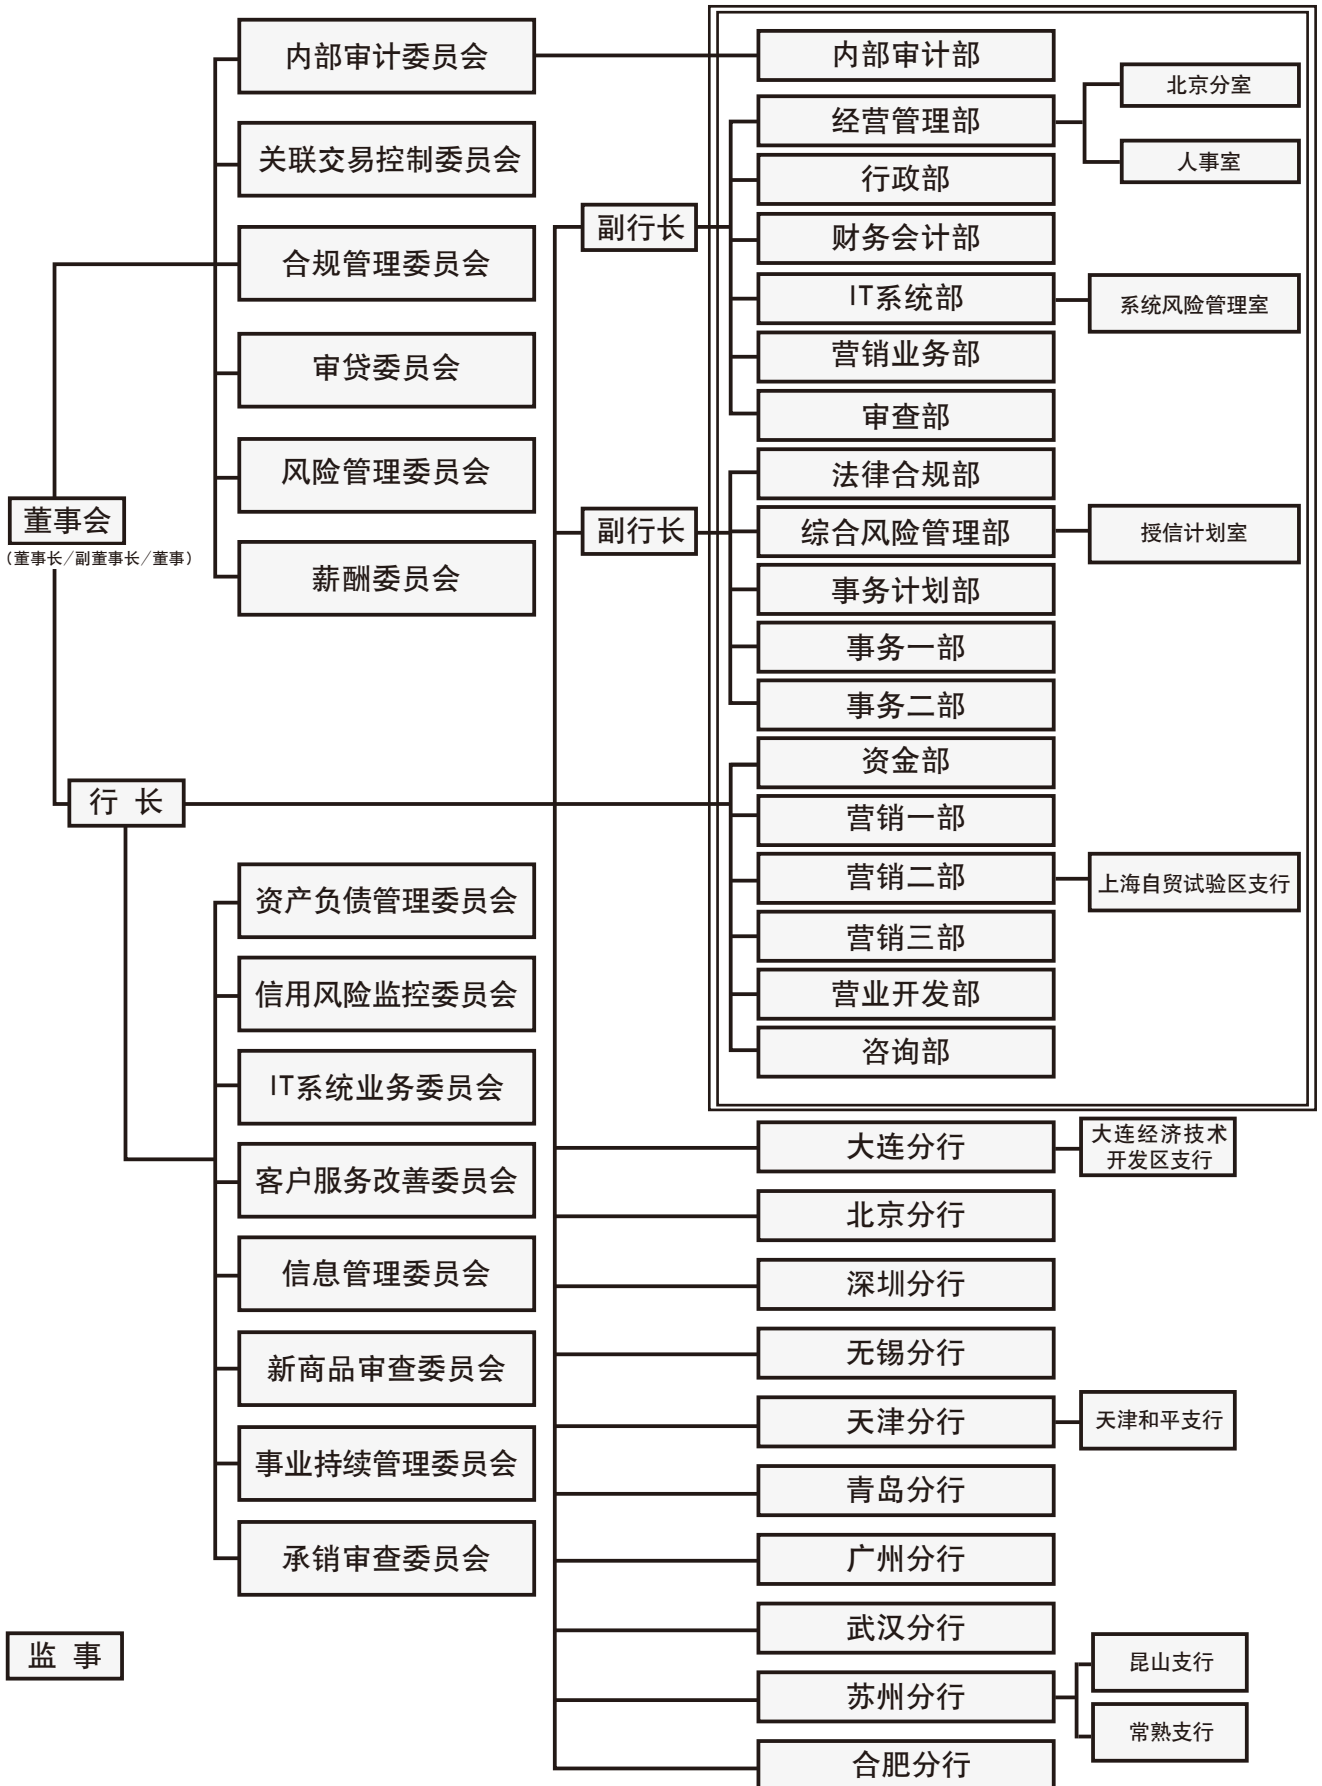 董事会
(董事长/副董事长/董事)
内部审计委员会
关联交易控制委员会
合规管理委员会
审贷委员会
风险管理委员会
薪酬委员会
行 长
资产负债管理委员会
信用风险监控委员会
IT系统业务委员会
客户服务改善委员会
信息管理委员会
新商品审查委员会
事业持续管理委员会
承销审查委员会
监 事
副行长
副行长
内部审计部
经营管理部
北京分室
人事室
行政部
财务会计部
IT系统部
系统风险管理室
营销业务部
审查部
法律合规部
综合风险管理部
授信计划室
事务计划部
事务一部
事务二部
资金部
营销一部
营销二部
上海自贸试验区支行
营销三部
营业开发部
咨询部
大连分行
大连经济技术
开发区支行
北京分行
深圳分行
无锡分行
天津分行
天津和平支行
青岛分行
广州分行
武汉分行
苏州分行
昆山支行
常熟支行
合肥分行